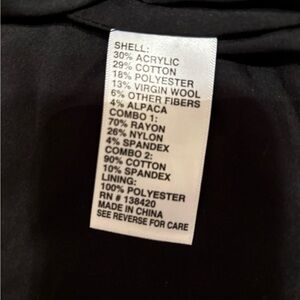 SHELL:
30% ACRYLIC
29% COTTON
18% POLYESTER
13% VIRGIN WOOL
6% OTHER FIBERS
4% ALPACA
COMBO 1:
70% RAYON
26% NYLON
4% SPANDEX
COMBO 2:
90% COTTON
10% SPANDEX
LINING:
100% POLYESTER
RN # 138420
MADE IN CHINA
SEE REVERSE FOR CARE